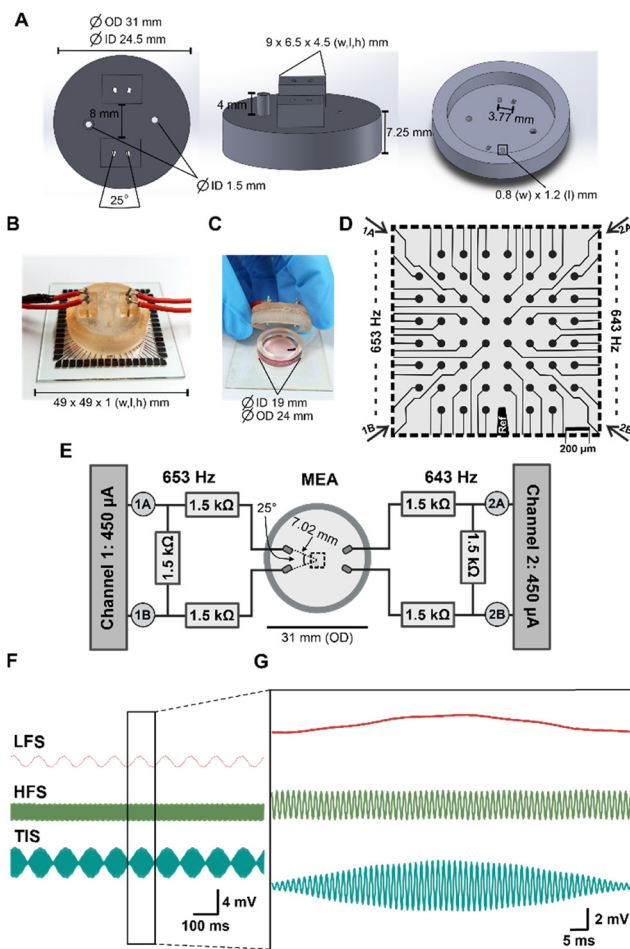 A
Ø OD 31 mm
Ø ID 24.5 mm
9 x 6.5 x 4.5 (w,l,h) mm
8 mm
4 mm
7.25 mm
3.77 mm
Ø ID 1.5 mm
25°
0.8 (w) x 1.2 (l) mm
B
C
D
49 x 49 x 1 (w,l,h) mm
Ø ID 19 mm
Ø OD 24 mm
1A
2A
653 Hz
643 Hz
1B
Ref
2B
200 µm
E
653 Hz
MEA
643 Hz
Channel 1: 450 µA
1A
1.5 kΩ
1.5 kΩ
1B
1.5 kΩ
25°
7.02 mm
1.5 kΩ
2A
1.5 kΩ
1.5 kΩ
2B
Channel 2: 450 µA
31 mm (OD)
F
G
LFS
HFS
TIS
4 mV
100 ms
2 mV
5 ms